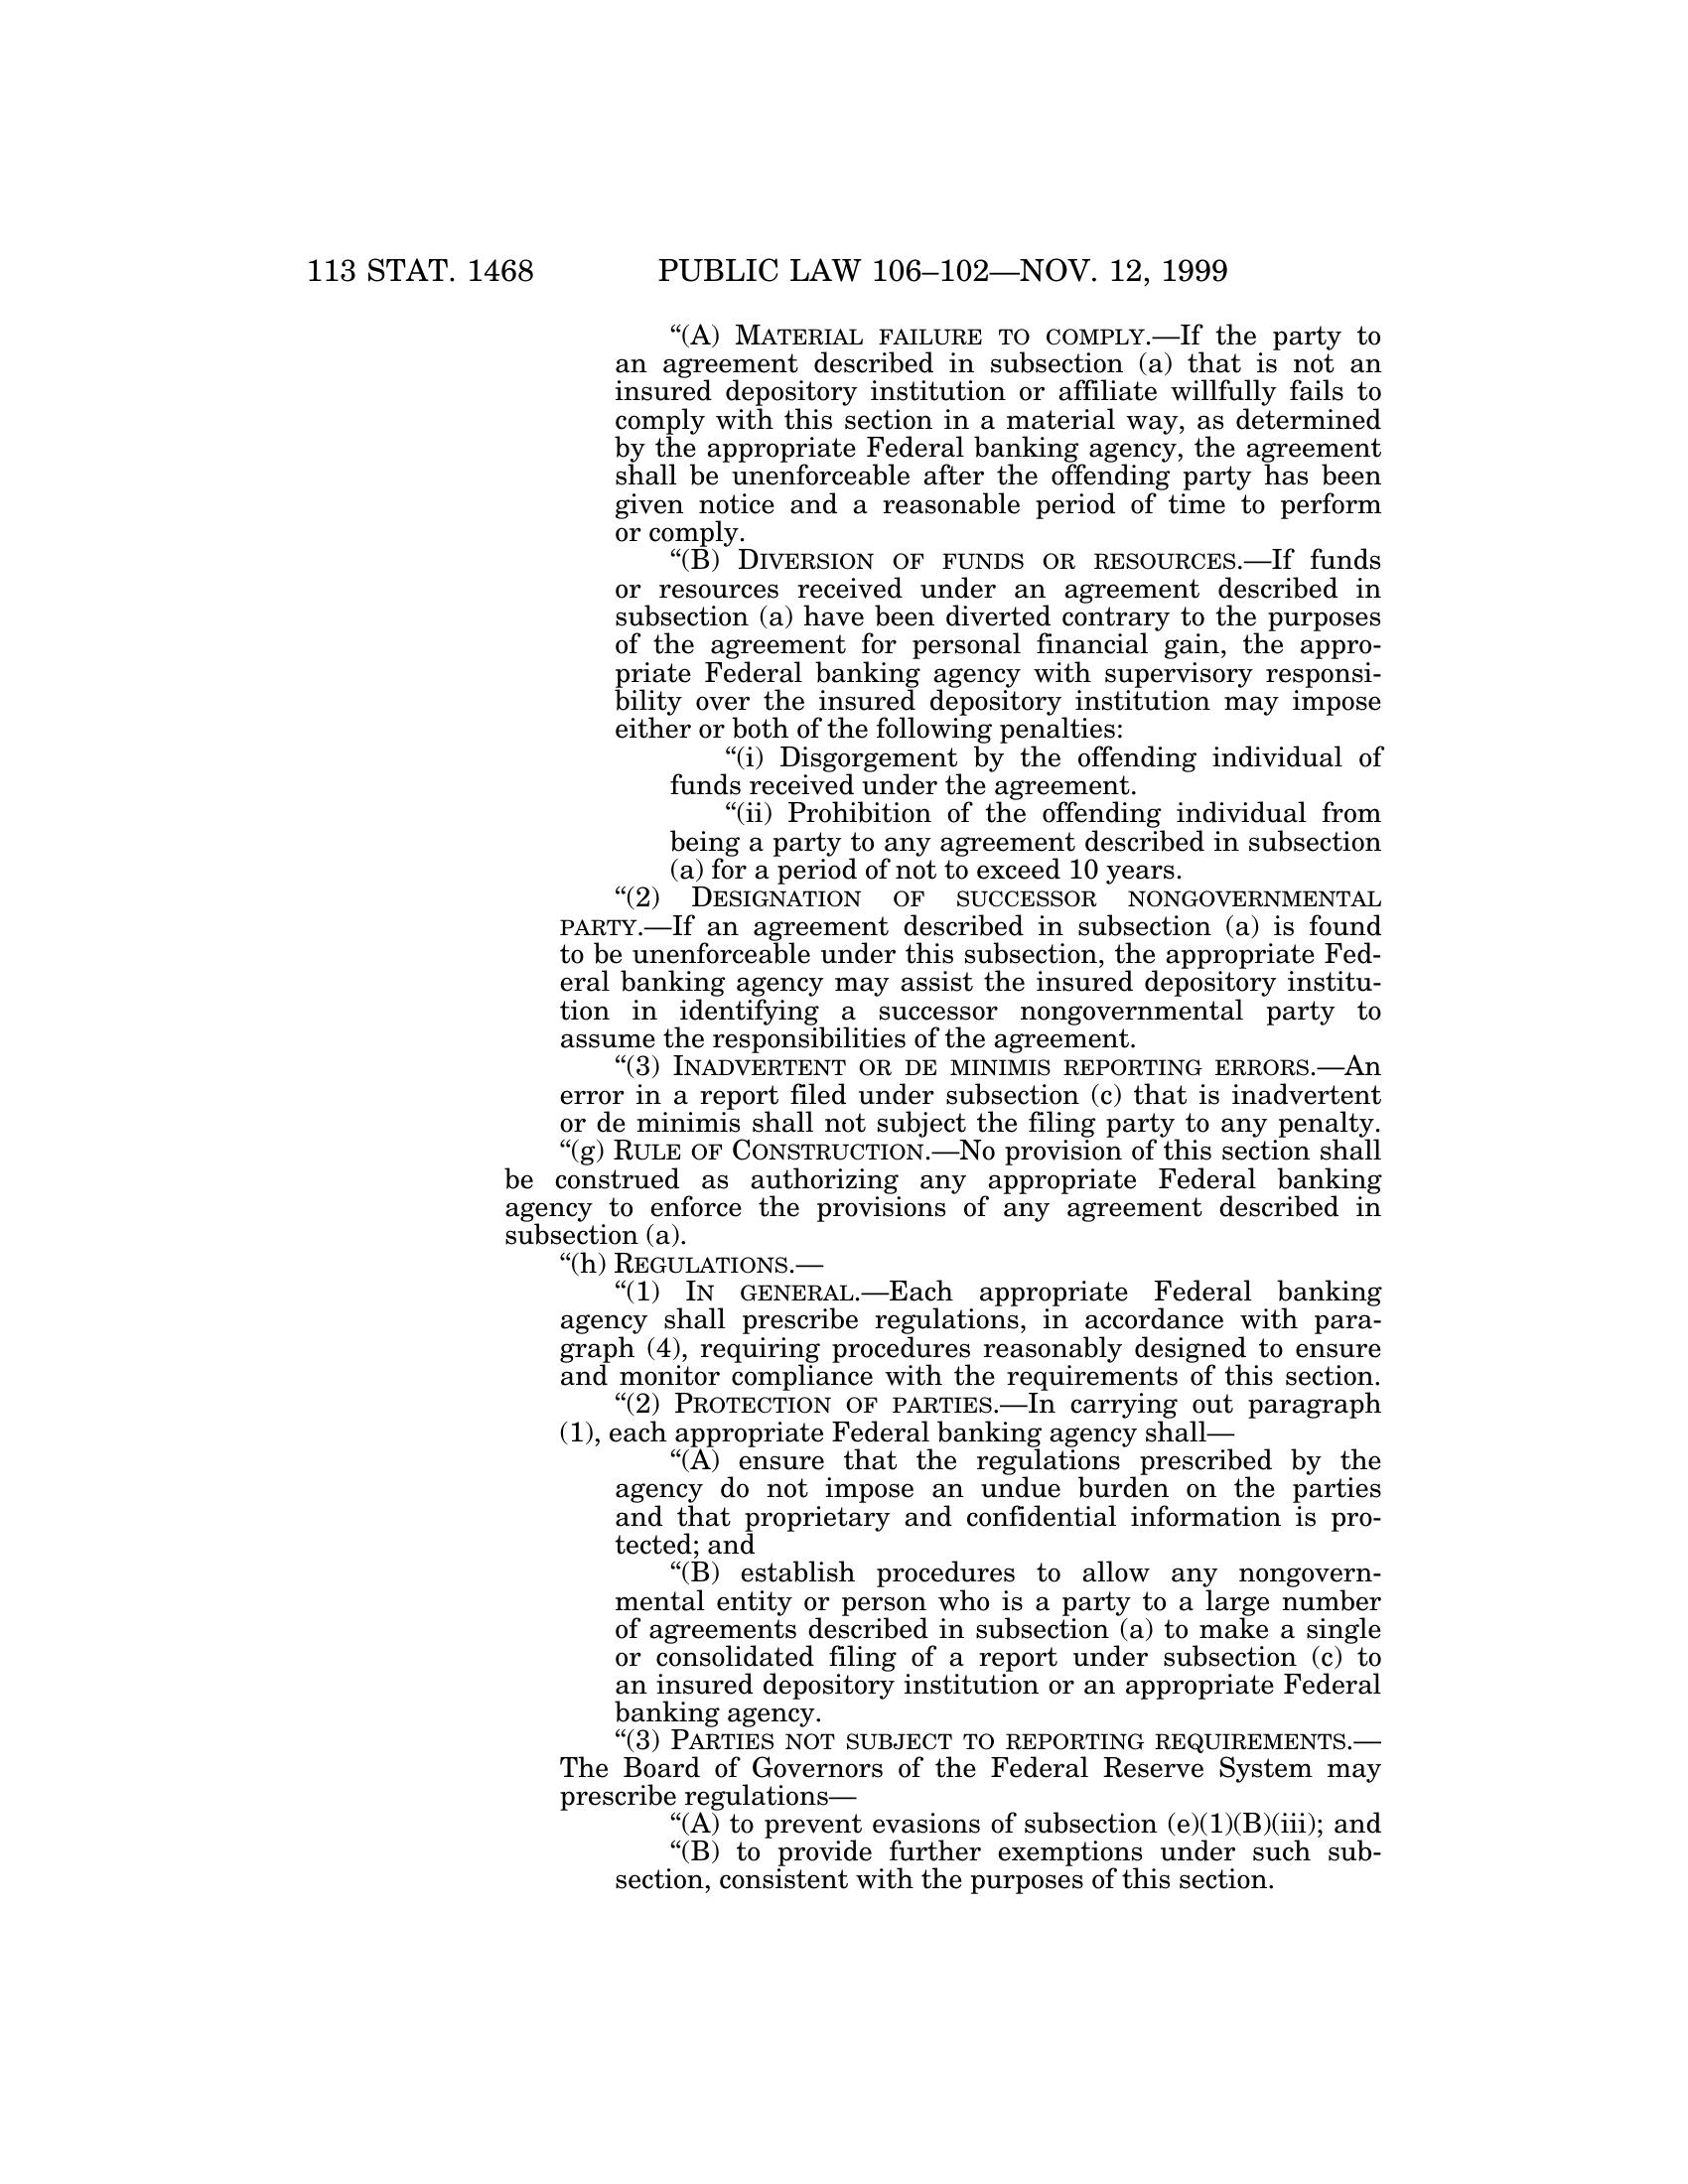 113 STAT. 1468 PUBLIC LAW 106–102—NOV. 12, 1999
“(A) MATERIAL FAILURE TO COMPLY.—If the party to
an agreement described in subsection (a) that is not an
insured depository institution or affiliate willfully fails to
comply with this section in a material way, as determined
by the appropriate Federal banking agency, the agreement
shall be unenforceable after the offending party has been
given notice and a reasonable period of time to perform
or comply.
“(B) DIVERSION OF FUNDS OR RESOURCES.—If funds
or resources received under an agreement described in
subsection (a) have been diverted contrary to the purposes
of the agreement for personal financial gain, the appro-
priate Federal banking agency with supervisory responsi-
bility over the insured depository institution may impose
either or both of the following penalties:
“(i) Disgorgement by the offending individual of
funds received under the agreement.
“(ii) Prohibition of the offending individual from
being a party to any agreement described in subsection
(a) for a period of not to exceed 10 years.
“(2) DESIGNATION OF SUCCESSOR NONGOVERNMENTAL
PARTY.—If an agreement described in subsection (a) is found
to be unenforceable under this subsection, the appropriate Fed-
eral banking agency may assist the insured depository institu-
tion in identifying a successor nongovernmental party to
assume the responsibilities of the agreement.
“(3) INADVERTENT OR DE MINIMIS REPORTING ERRORS.—An
error in a report filed under subsection (c) that is inadvertent
or de minimis shall not subject the filing party to any penalty.
“(g) RULE OF CONSTRUCTION.—No provision of this section shall
be construed as authorizing any appropriate Federal banking
agency to enforce the provisions of any agreement described in
subsection (a).
“(h) REGULATIONS.—
“(1) IN GENERAL.—Each appropriate Federal banking
agency shall prescribe regulations, in accordance with para-
graph (4), requiring procedures reasonably designed to ensure
and monitor compliance with the requirements of this section.
“(2) PROTECTION OF PARTIES.—In carrying out paragraph
(1), each appropriate Federal banking agency shall—
“(A) ensure that the regulations prescribed by the
agency do not impose an undue burden on the parties
and that proprietary and confidential information is pro-
tected; and
“(B) establish procedures to allow any nongovern-
mental entity or person who is a party to a large number
of agreements described in subsection (a) to make a single
or consolidated filing of a report under subsection (c) to
an insured depository institution or an appropriate Federal
banking agency.
“(3) PARTIES NOT SUBJECT TO REPORTING REQUIREMENTS.—
The Board of Governors of the Federal Reserve System may
prescribe regulations—
“(A) to prevent evasions of subsection (e)(1)(B)(iii); and
“(B) to provide further exemptions under such sub-
section, consistent with the purposes of this section.